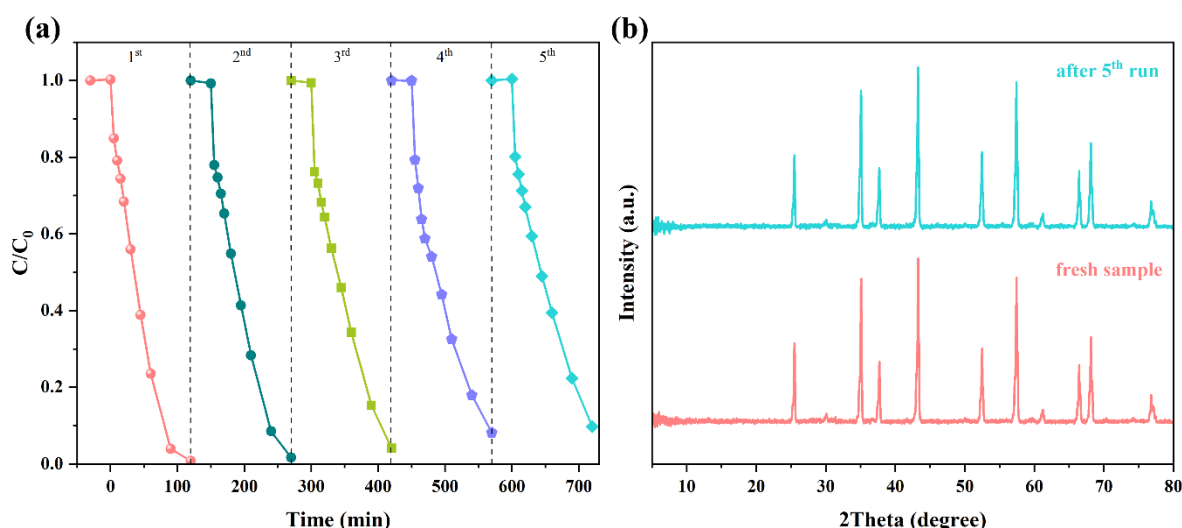 (a)
1st 2nd 3rd 4th 5th
1.0
0.8
0.6
0.4
0.2
0.0
C/C0
0 100 200 300 400 500 600 700
Time (min)
(b)
after 5th run
fresh sample
Intensity (a.u.)
10 20 30 40 50 60 70 80
2Theta (degree)